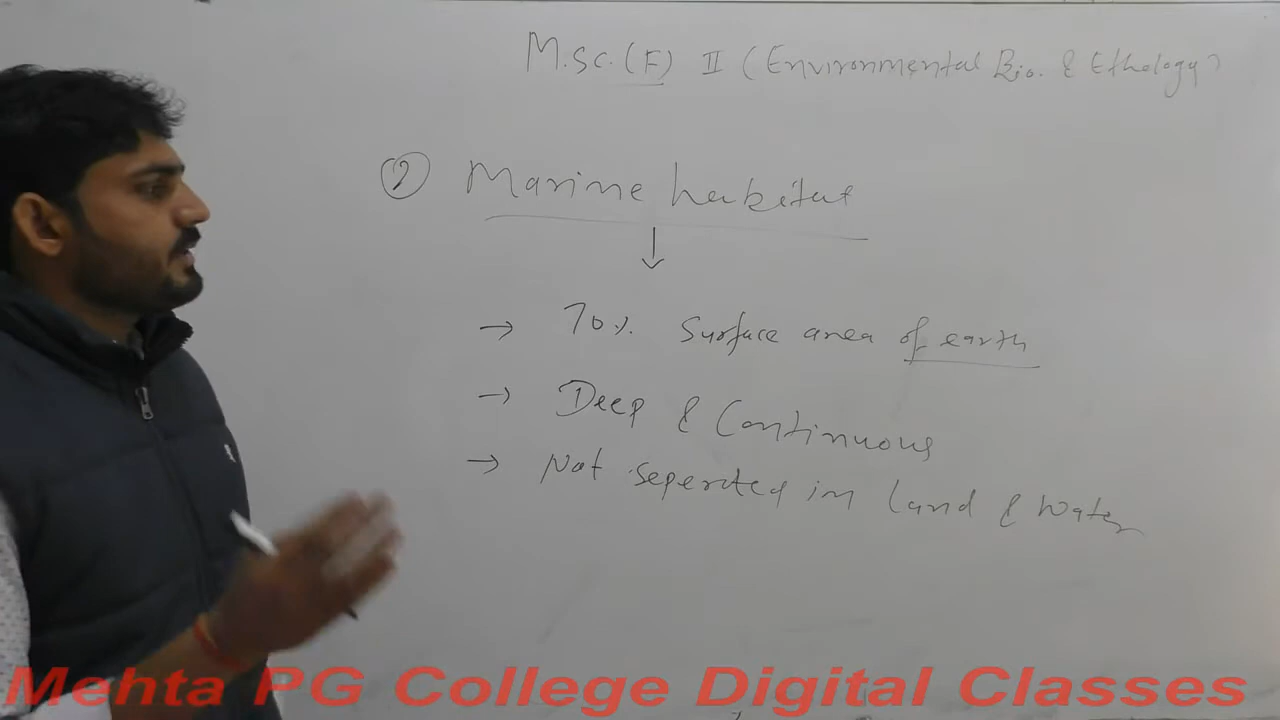 M.Sc. (F) II (Environmental Bio. & Ethology)
② Marine habitat
↓
→ 70% Surface area of earth
→ Deep & Continuous
→ Not seperated in land & water
Mehta PG College Digital Classes